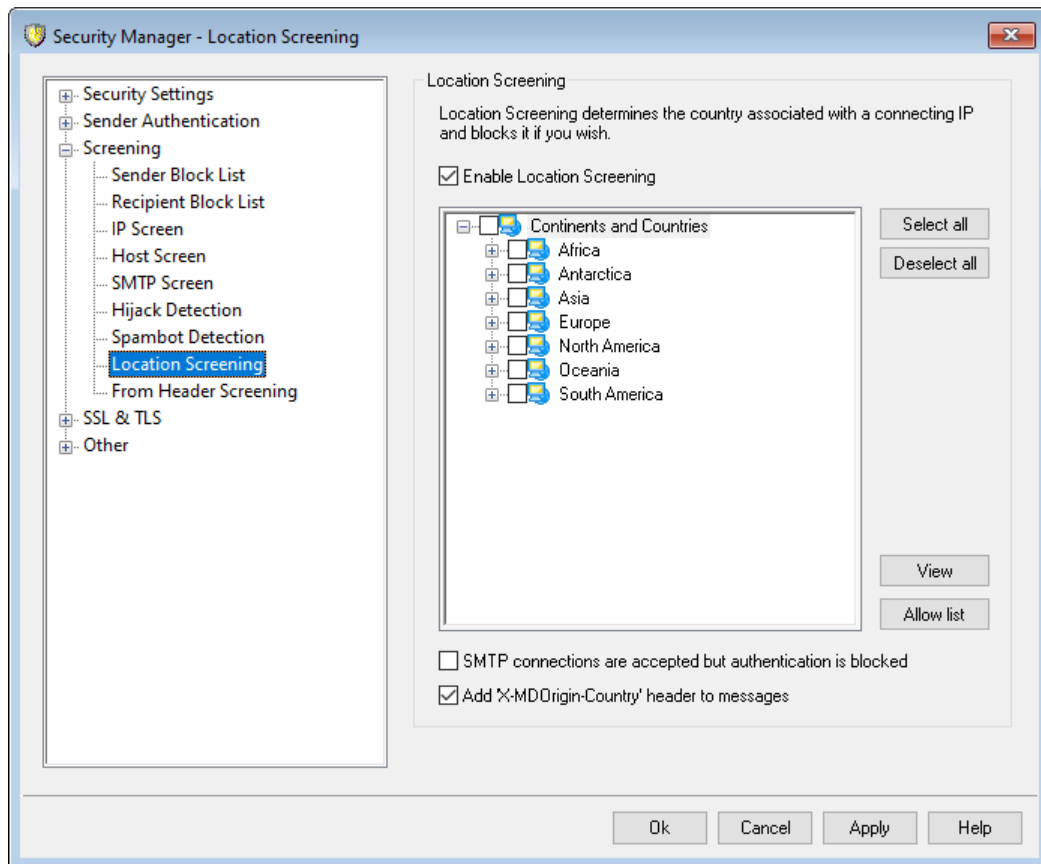 Security Manager - Location Screening
Security Settings
Sender Authentication
Screening
Sender Block List
Recipient Block List
IP Screen
Host Screen
SMTP Screen
Hijack Detection
Spambot Detection
Location Screening
From Header Screening
SSL & TLS
Other
Location Screening
Location Screening determines the country associated with a connecting IP
and blocks it if you wish.
Enable Location Screening
Continents and Countries
Africa
Antarctica
Asia
Europe
North America
Oceania
South America
Select all
Deselect all
View
Allow list
SMTP connections are accepted but authentication is blocked
Add 'X-MDOrigin-Country' header to messages
Ok
Cancel
Apply
Help